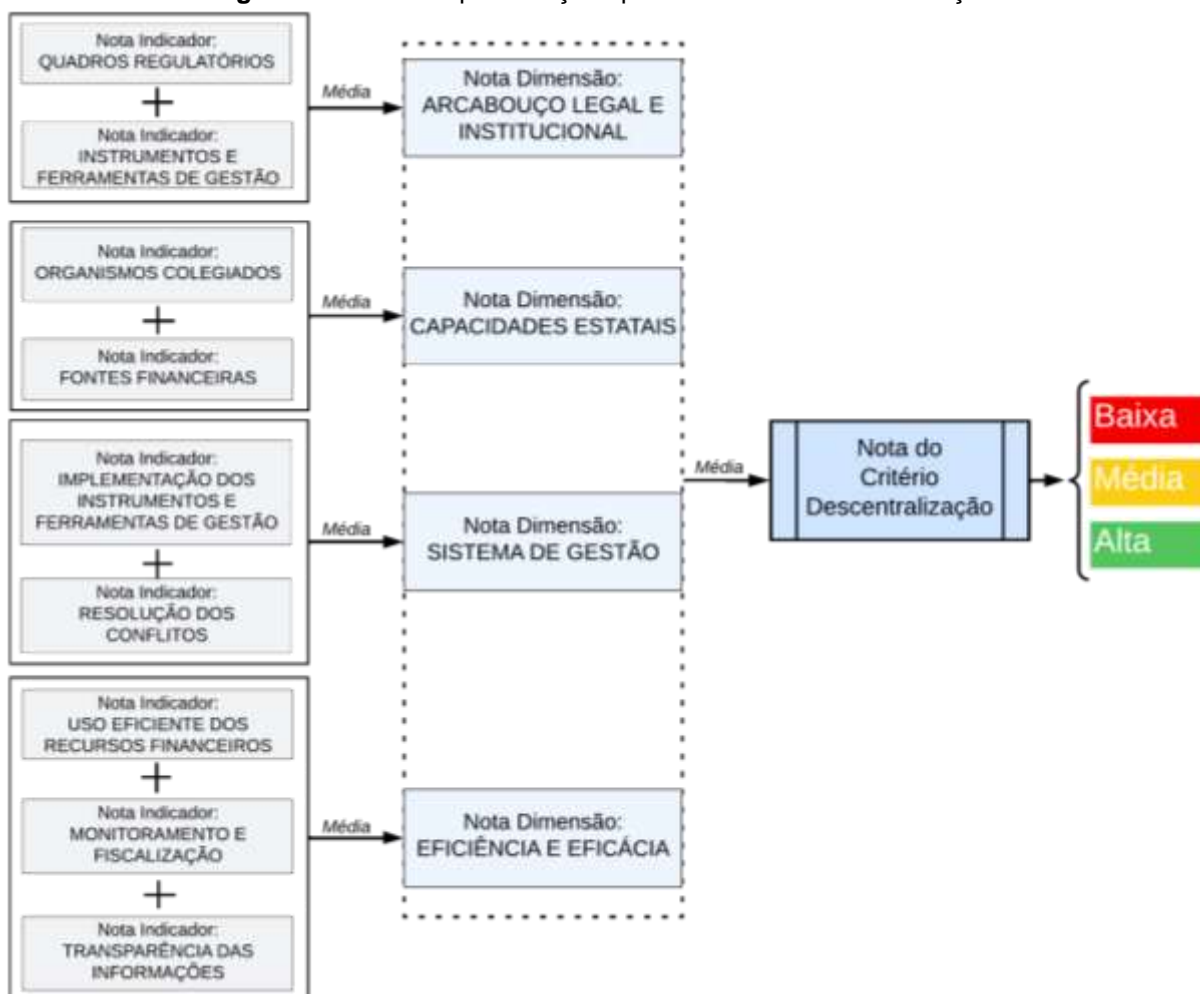 Nota Indicador:
QUADROS REGULATÓRIOS
+
Nota Indicador:
INSTRUMENTOS E
FERRAMENTAS DE GESTÃO
Média
Nota Dimensão:
ARCABOUÇO LEGAL E
INSTITUCIONAL
Nota Indicador:
ORGANISMOS COLEGIADOS
+
Nota Indicador:
FONTES FINANCEIRAS
Média
Nota Dimensão:
CAPACIDADES ESTATAIS
Nota Indicador:
IMPLEMENTAÇÃO DOS
INSTRUMENTOS E
FERRAMENTAS DE GESTÃO
+
Nota Indicador:
RESOLUÇÃO DOS
CONFLITOS
Média
Nota Dimensão:
SISTEMA DE GESTÃO
Nota Indicador:
USO EFICIENTE DOS
RECURSOS FINANCEIROS
+
Nota Indicador:
MONITORAMENTO E
FISCALIZAÇÃO
+
Nota Indicador:
TRANSPARÊNCIA DAS
INFORMAÇÕES
Média
Nota Dimensão:
EFICIÊNCIA E EFICÁCIA
Média
Nota do
Critério
Descentralização
Baixa
Média
Alta